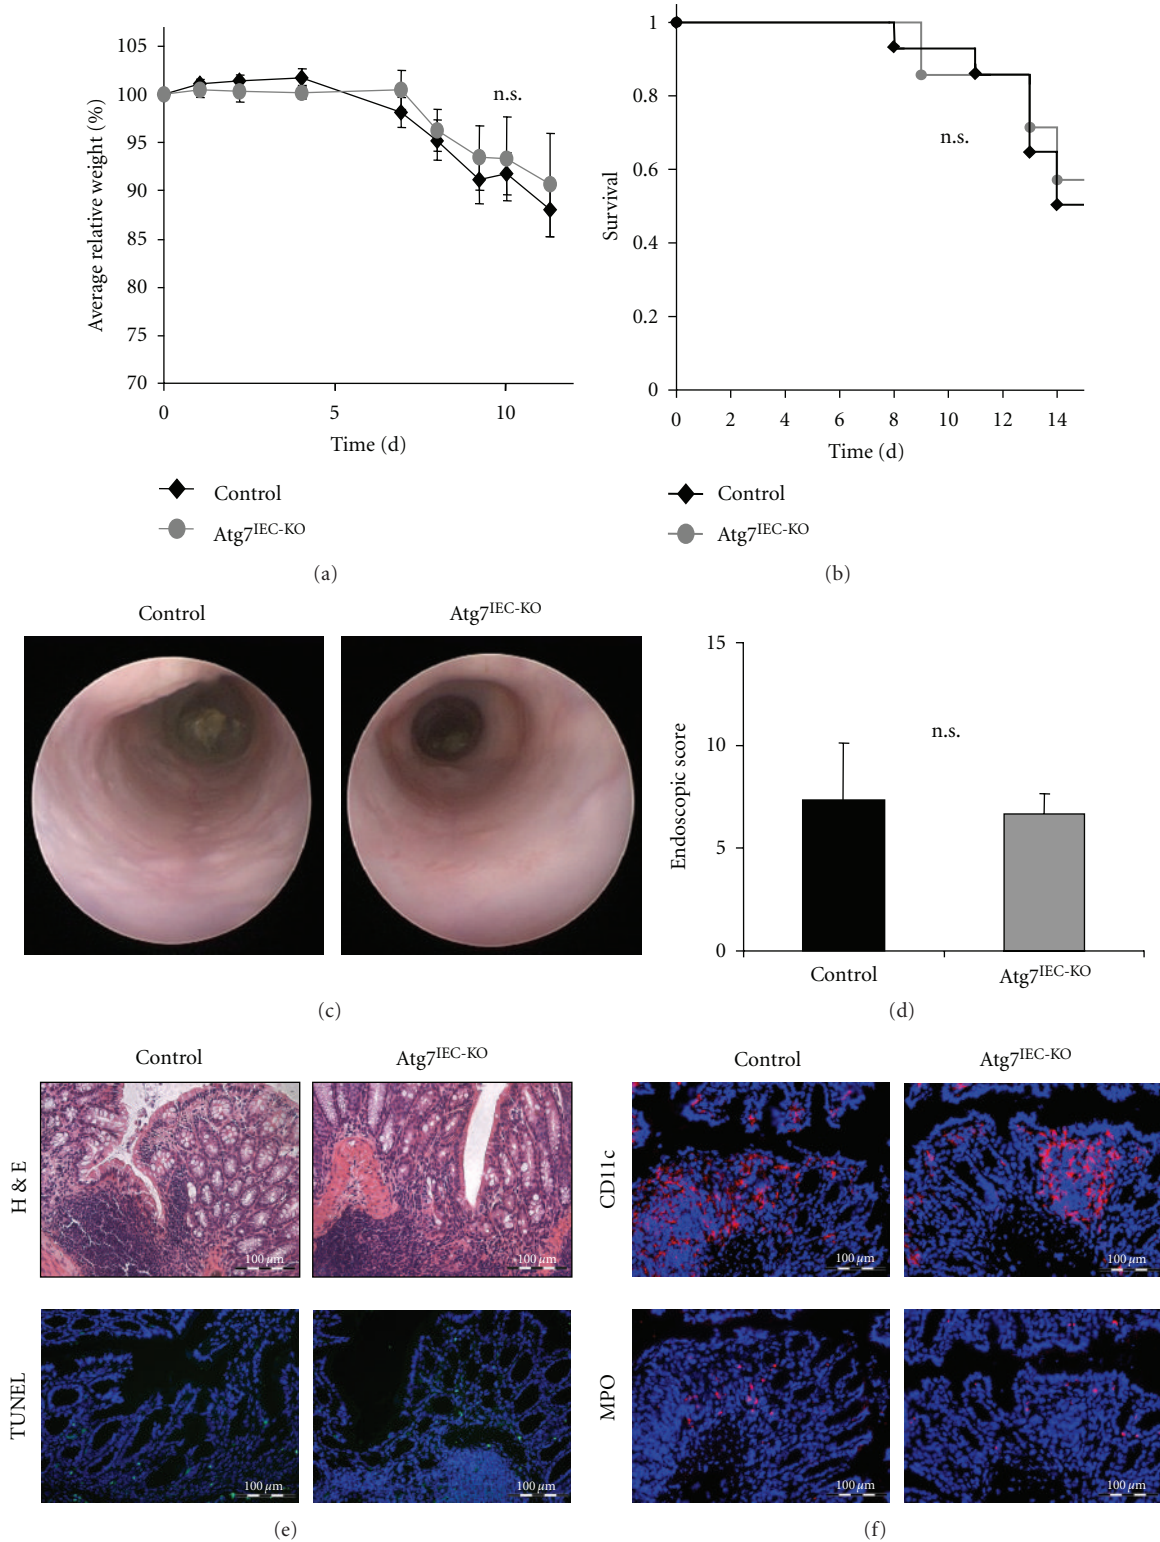 105
100
95
90
85
80
75
70
0
5
10
Average relative weight (%)
Time (d)
n.s.
Control
Atg7IEC-KO
(a)
1
0.8
0.6
0.4
0.2
0
0
2
4
6
8
10
12
14
Survival
Time (d)
n.s.
Control
Atg7IEC-KO
(b)
Control
Atg7IEC-KO
(c)
15
10
5
0
Endoscopic score
n.s.
Control
Atg7IEC-KO
(d)
Control
Atg7IEC-KO
H & E
100 µm
100 µm
TUNEL
100 µm
100 µm
(e)
Control
Atg7IEC-KO
CD11c
100 µm
100 µm
MPO
100 µm
100 µm
(f)